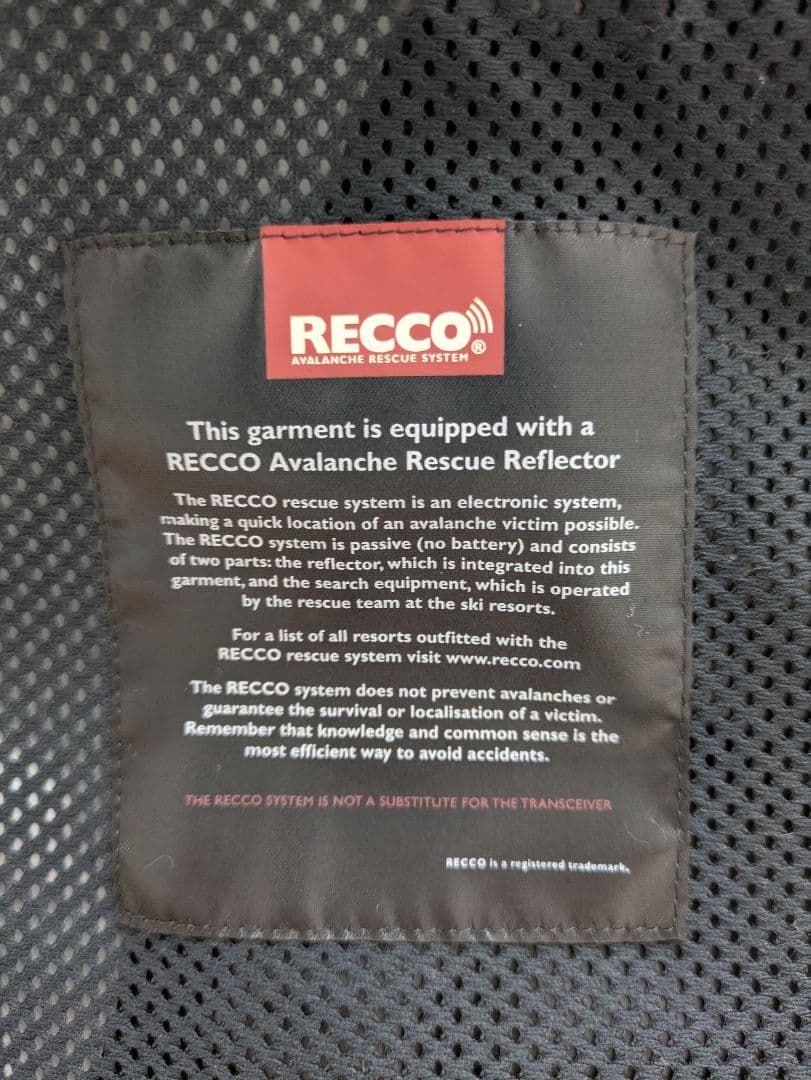 RECCO®
AVALANCHE RESCUE SYSTEM
This garment is equipped with a
RECCO Avalanche Rescue Reflector
The RECCO rescue system is an electronic system,
making a quick location of an avalanche victim possible.
The RECCO system is passive (no battery) and consists
of two parts: the reflector, which is integrated into this
garment, and the search equipment, which is operated
by the rescue team at the ski resorts.
For a list of all resorts outfitted with the
RECCO rescue system visit www.recco.com
The RECCO system does not prevent avalanches or
guarantee the survival or localisation of a victim.
Remember that knowledge and common sense is the
most efficient way to avoid accidents.
THE RECCO SYSTEM IS NOT A SUBSTITUTE FOR THE TRANSCEIVER
RECCO is a registered trademark.